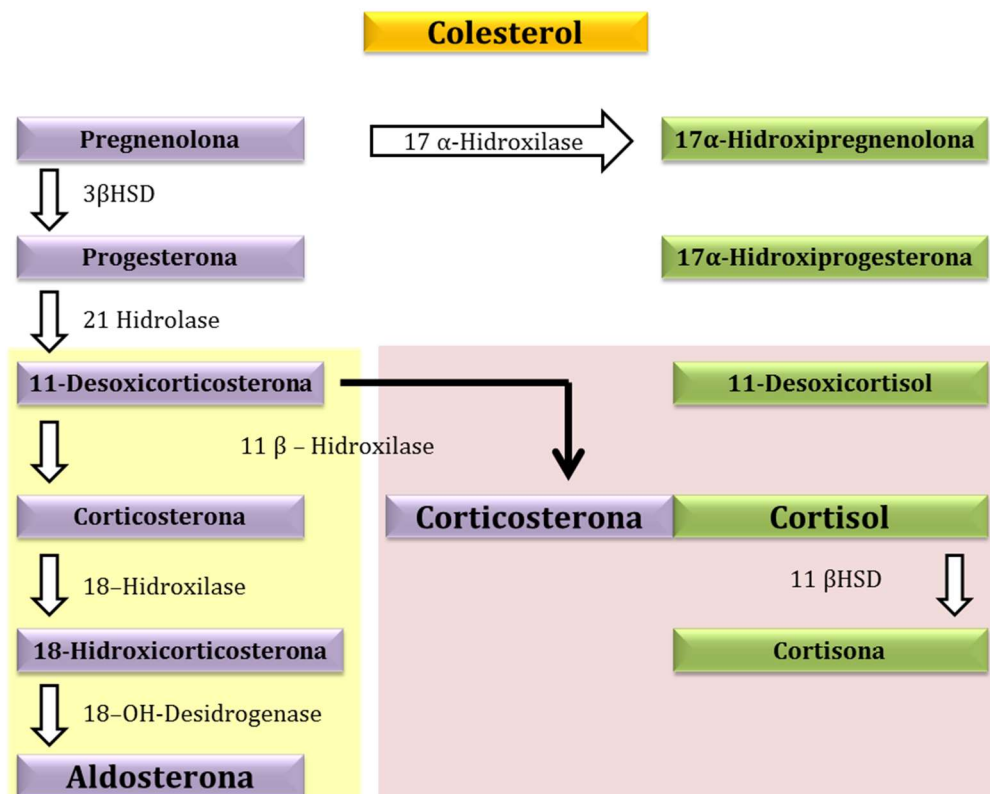 Colesterol
Pregnenolona
17 α-Hidroxilase
17α-Hidroxipregnenolona
3βHSD
Progesterona
17α-Hidroxiprogesterona
21 Hidrolase
11-Desoxicorticosterona
11-Desoxicortisol
11 β – Hidroxilase
Corticosterona
Corticosterona
Cortisol
18–Hidroxilase
11 βHSD
18-Hidroxicorticosterona
Cortisona
18–OH-Desidrogenase
Aldosterona